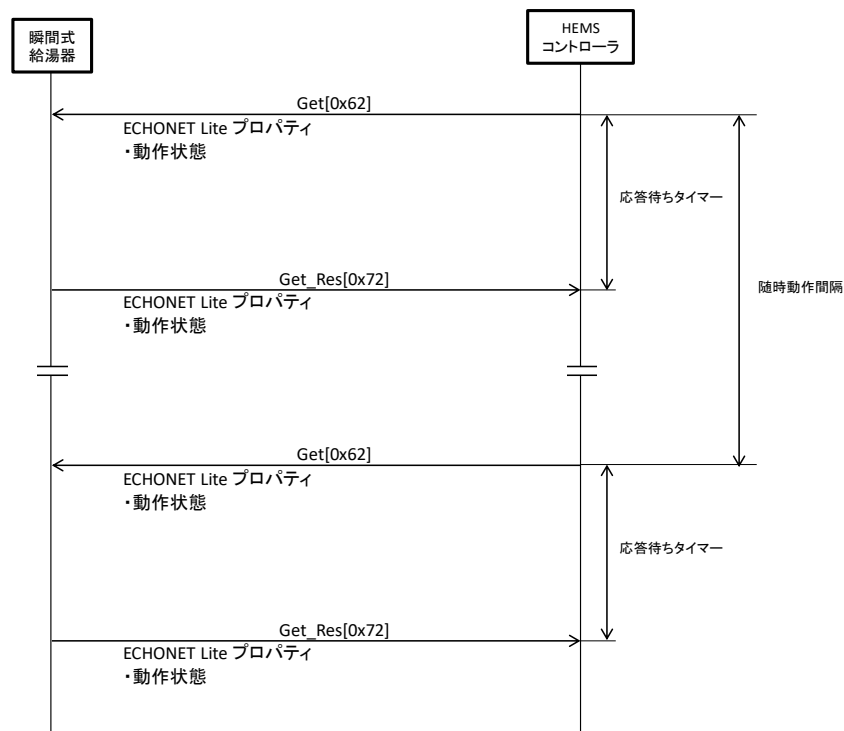 瞬間式
給湯器
HEMS
コントローラ
Get[0x62]
ECHONET Lite プロパティ
・動作状態
応答待ちタイマー
随時動作間隔
Get_Res[0x72]
ECHONET Lite プロパティ
・動作状態
Get[0x62]
ECHONET Lite プロパティ
・動作状態
応答待ちタイマー
Get_Res[0x72]
ECHONET Lite プロパティ
・動作状態